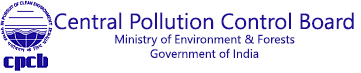 Central Pollution Control Board
Ministry of Environment & Forests
Government of India
cpcb